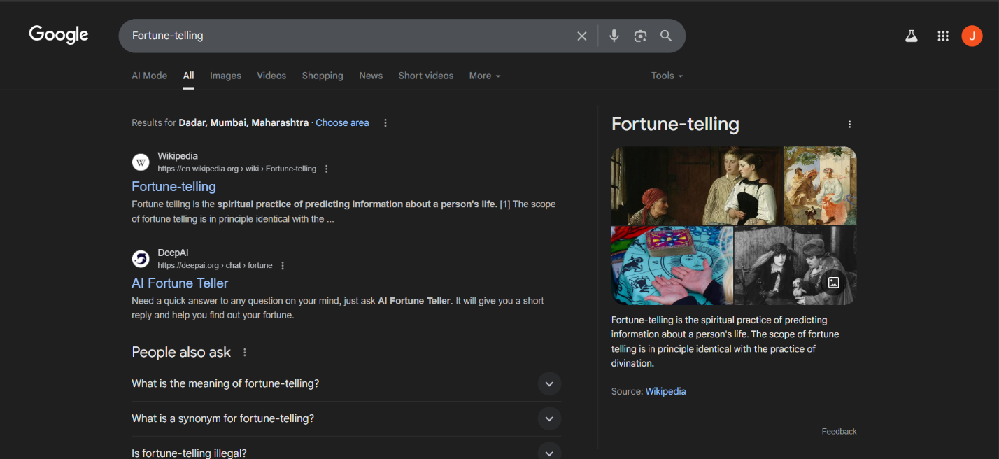 Google
Fortune-telling
J
AI Mode
All
Images
Videos
Shopping
News
Short videos
More
Tools
Results for Dadar, Mumbai, Maharashtra · Choose area
W
Wikipedia
https://en.wikipedia.org › wiki › Fortune-telling
Fortune-telling
Fortune telling is the spiritual practice of predicting information about a person's life. [1] The scope
of fortune telling is in principle identical with the ...
DeepAI
https://deepai.org › chat › fortune
AI Fortune Teller
Need a quick answer to any question on your mind, just ask AI Fortune Teller. It will give you a short
reply and help you find out your fortune.
People also ask
What is the meaning of fortune-telling?
What is a synonym for fortune-telling?
Is fortune-telling illegal?
Fortune-telling
Fortune-telling is the spiritual practice of predicting
information about a person's life. The scope of fortune
telling is in principle identical with the practice of
divination.
Source: Wikipedia
Feedback